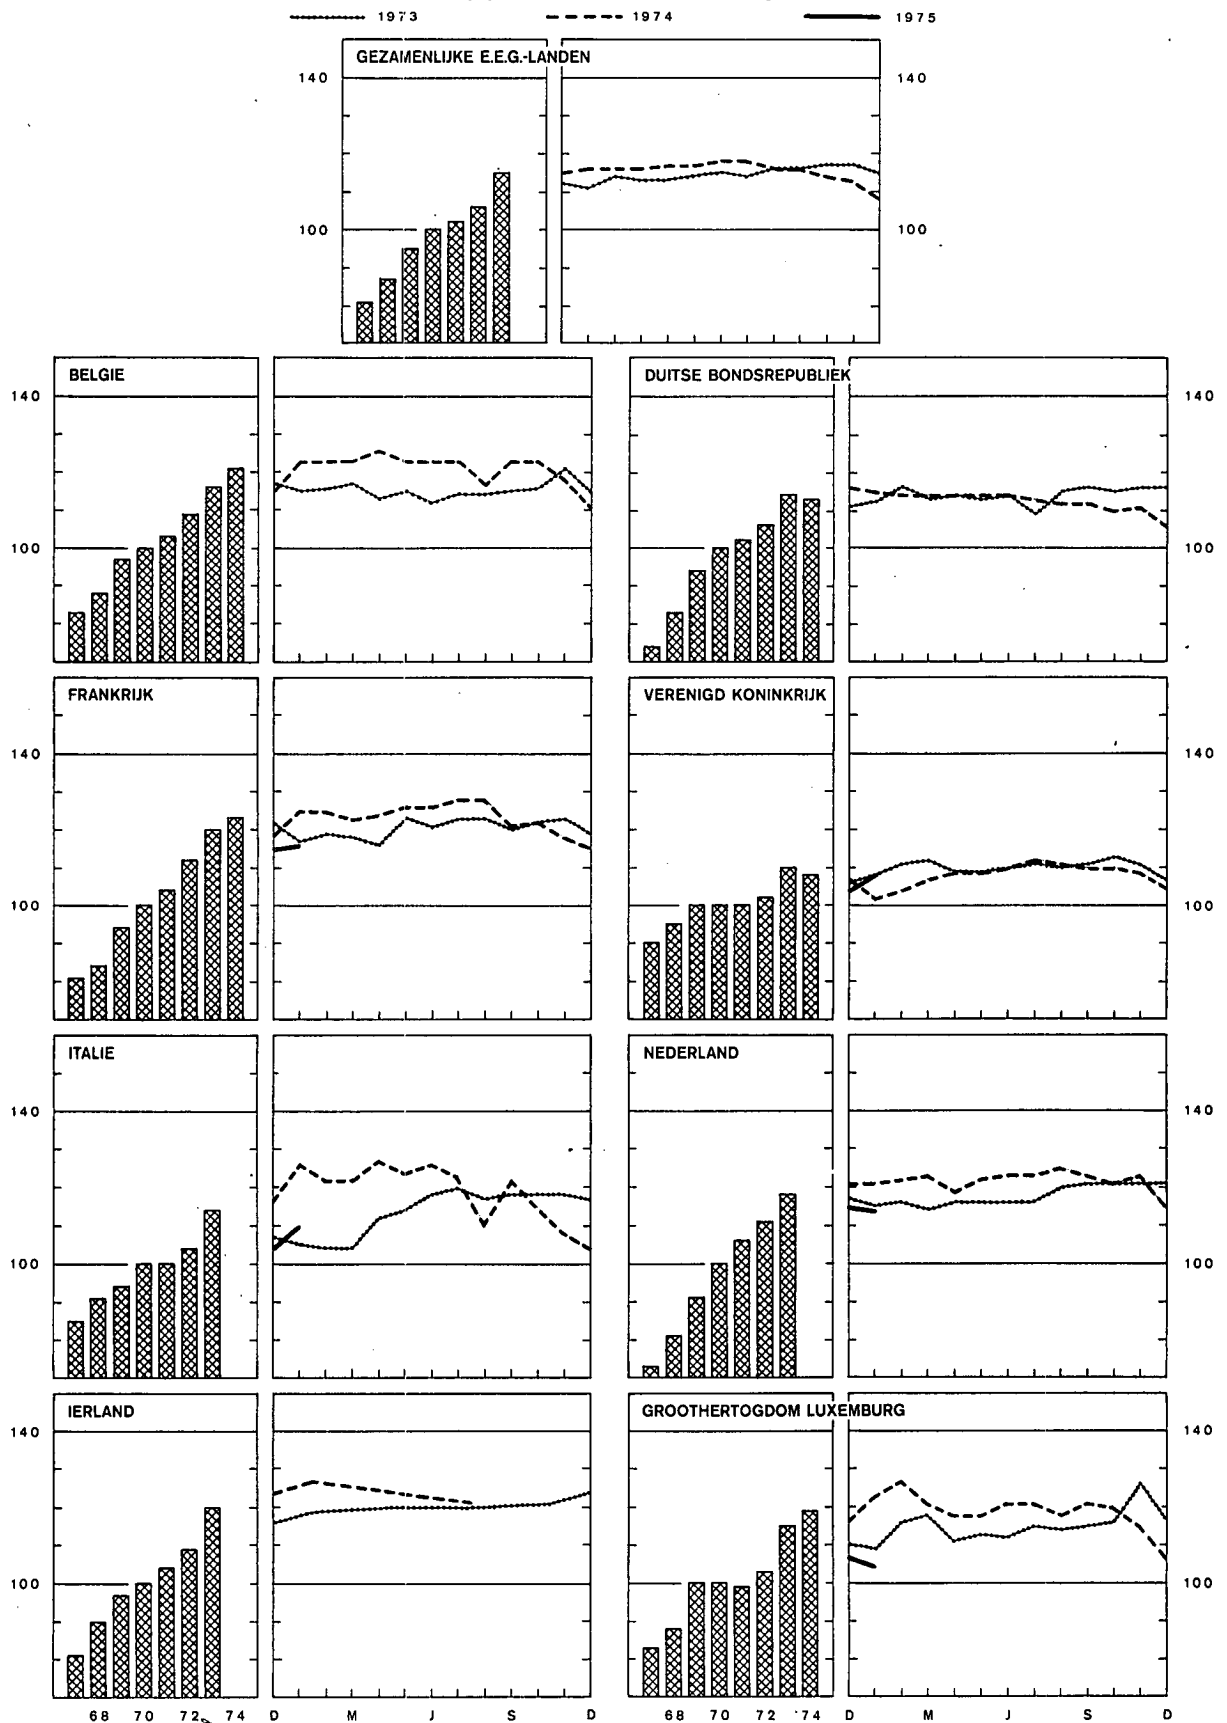 1973 1974 1975
GEZAMENLIJKE E.E.G.-LANDEN
140 140
100 100
BELGIE DUITSE BONDSREPUBLIEK
140 140
100 100
FRANKRIJK VERENIGD KONINKRIJK
140 140
100 100
ITALIE NEDERLAND
140 140
100 100
IERLAND GROOTHERTOGDOM LUXEMBURG
140 140
100 100
68 70 72 74 D M J S D 68 70 72 74 D M J S D